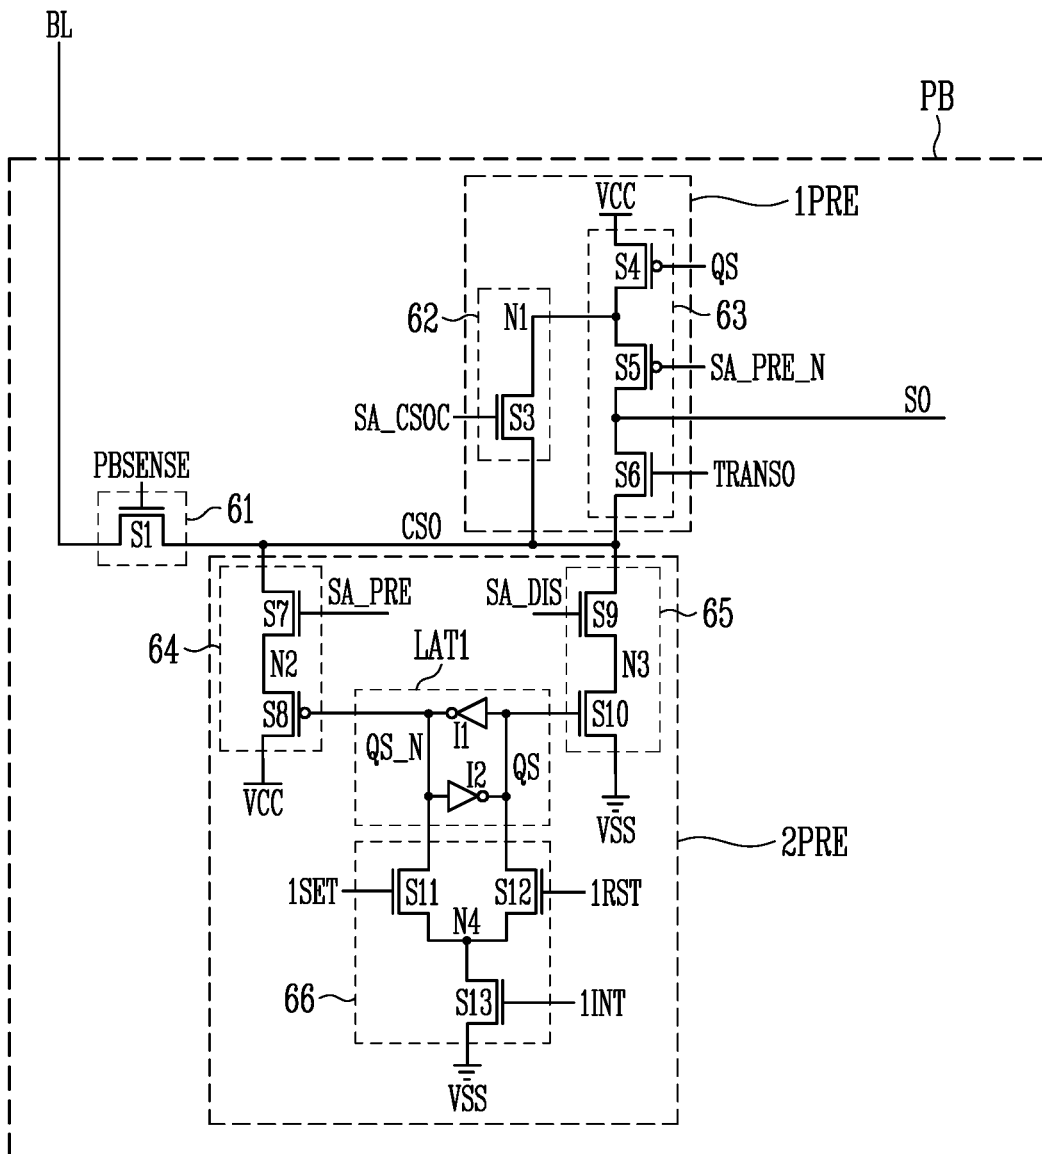 BL
PB
VCC
1PRE
S4
QS
62
N1
63
S5
SA_PRE_N
SA_CSOC
S3
SO
PBSENSE
S6
TRANSO
61
S1
CSO
S7
SA_PRE
SA_DIS
S9
65
64
LAT1
N2
N3
S8
I1
S10
QS_N
QS
I2
VCC
VSS
2PRE
1SET
S11
S12
1RST
N4
66
S13
1INT
VSS